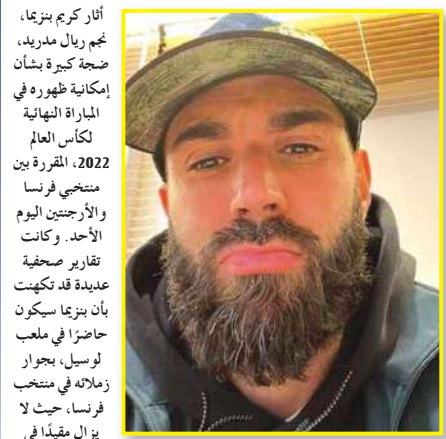 أثار كريم بنزيما،
نجم ريال مدريد،
ضجة كبيرة بشأن
إمكانية ظهوره في
المباراة النهائية
لكأس العالم
2022، المقررة بين
منتخبي فرنسا
والأرجنتين اليوم
الأحد. وكانت
تقارير صحفية
عديدة قد تكهنت
بأن بنزيما سيكون
حاضرًا في ملعب
لوسيل، بجوار
زملائه في منتخب
فرنسا، حيث لا
يزال مقيدًا في